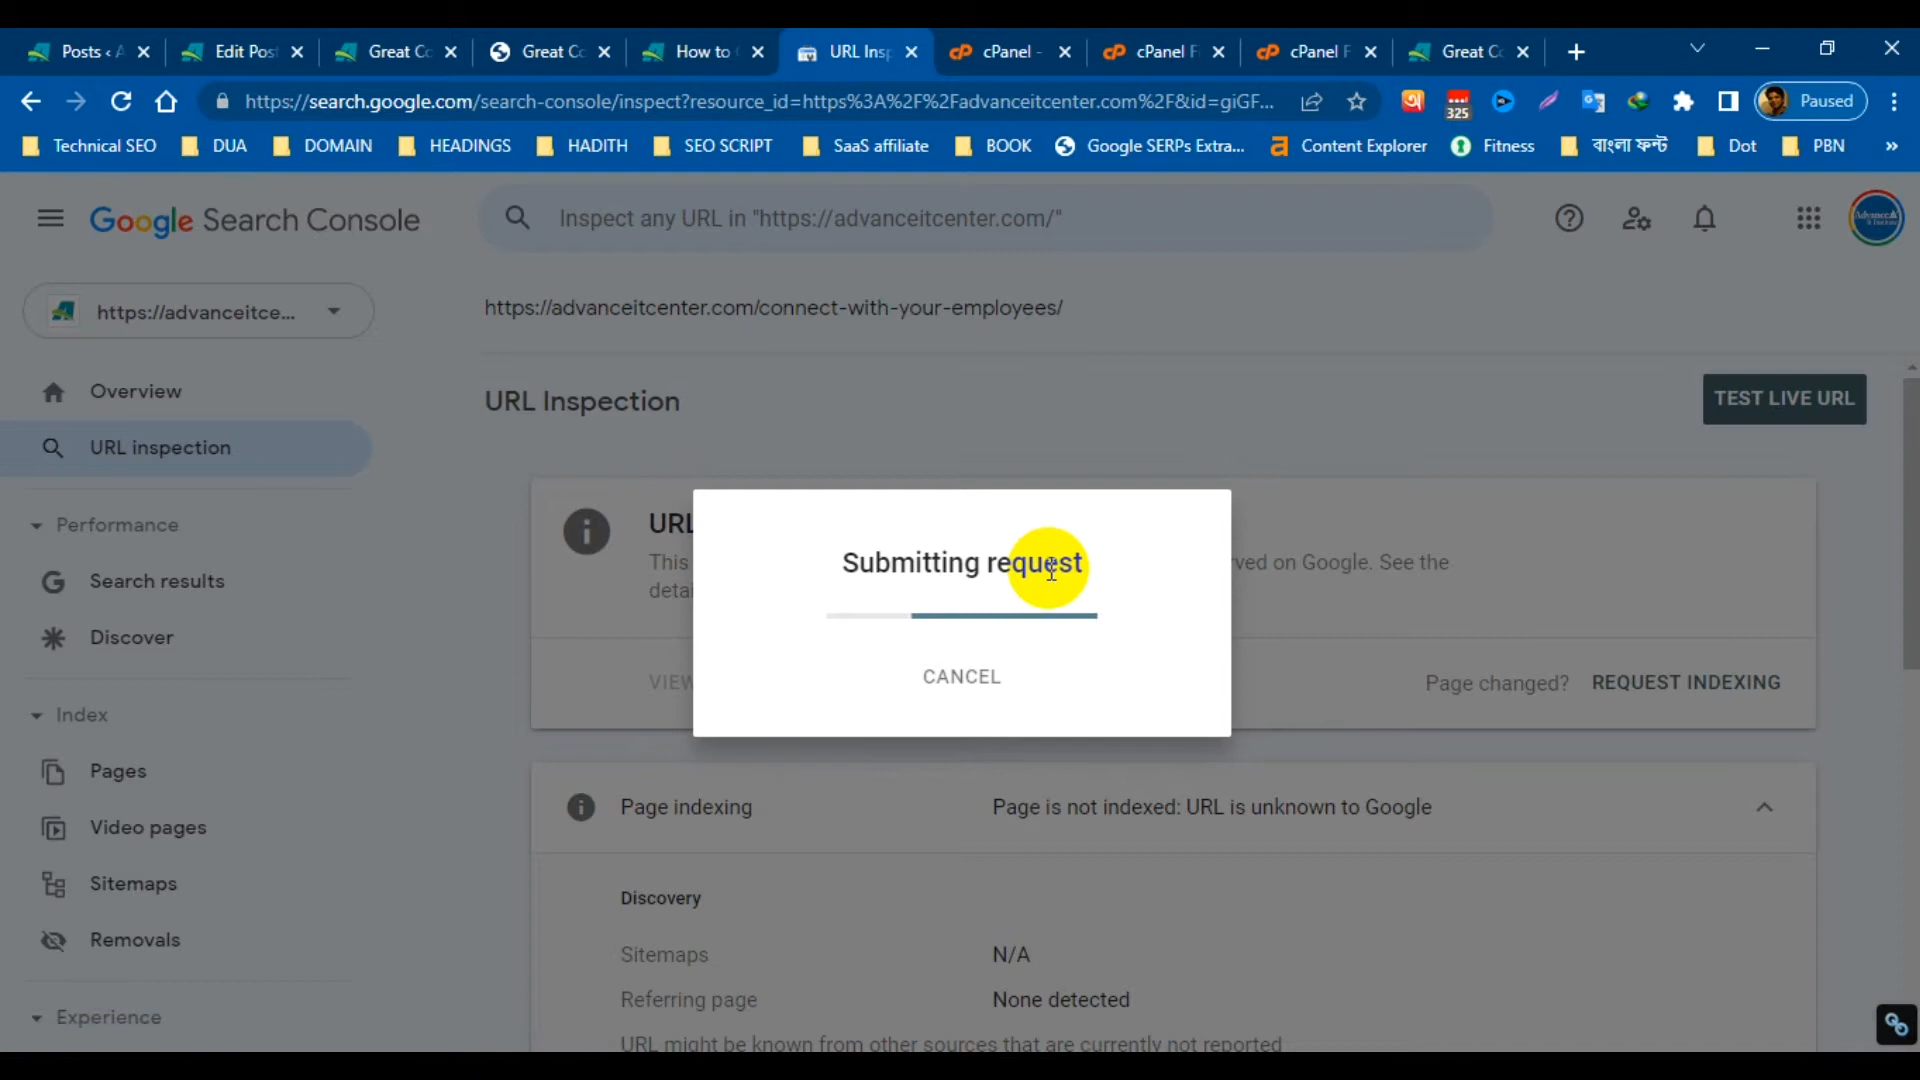 Posts ‹ A
Edit Pos
Great Co
Great Co
How to
URL Insp
cPanel -
cPanel F
cPanel F
Great Co
https://search.google.com/search-console/inspect?resource_id=https%3A%2F%2Fadvanceitcenter.com%2F&id=giGF...
325
Paused
Technical SEO
DUA
DOMAIN
HEADINGS
HADITH
SEO SCRIPT
SaaS affiliate
BOOK
Google SERPs Extra...
Content Explorer
Fitness
বাংলা ফন্ট
Dot
PBN
»
Google Search Console
Inspect any URL in "https://advanceitcenter.com/"
https://advanceitce...
https://advanceitcenter.com/connect-with-your-employees/
Overview
URL inspection
Performance
Search results
Discover
Index
Pages
Video pages
Sitemaps
Removals
Experience
URL Inspection
TEST LIVE URL
URL
This
rved on Google. See the
detai
Submitting request
CANCEL
VIEW
Page changed?
REQUEST INDEXING
Page indexing
Page is not indexed: URL is unknown to Google
Discovery
Sitemaps
N/A
Referring page
None detected
URL might be known from other sources that are currently not reported